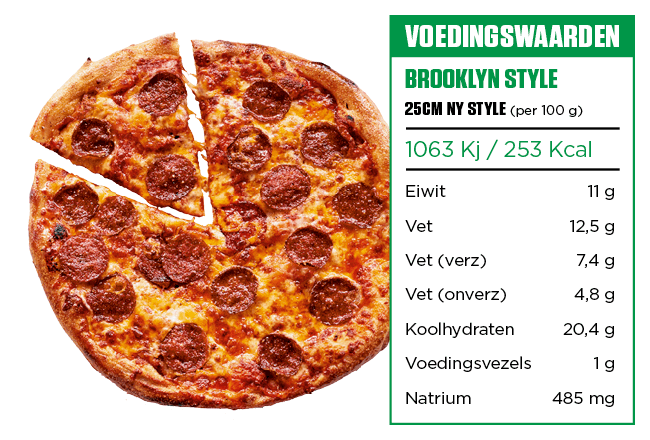 VOEDINGSWAARDEN
BROOKLYN STYLE
25CM NY STYLE (per 100 g)
1063 Kj / 253 Kcal
Eiwit 11 g
Vet 12,5 g
Vet (verz) 7,4 g
Vet (onverz) 4,8 g
Koolhydraten 20,4 g
Voedingsvezels 1 g
Natrium 485 mg